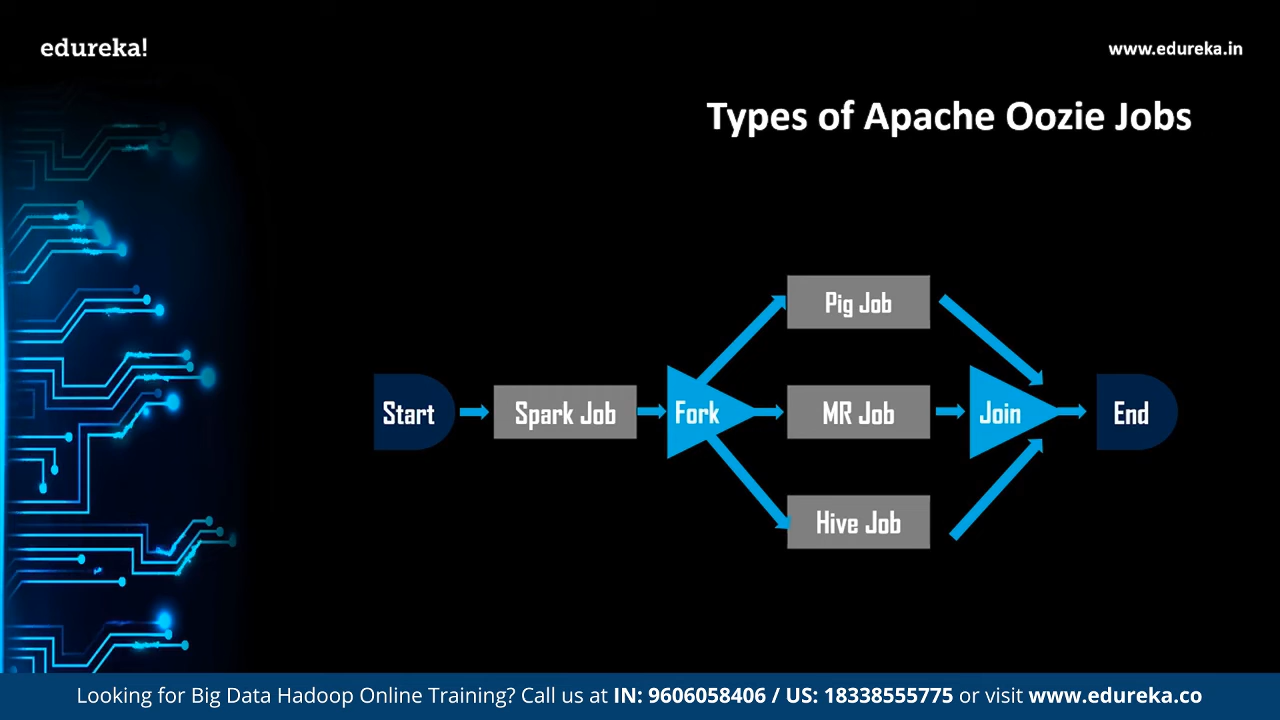 edureka!
www.edureka.in
Types of Apache Oozie Jobs
Pig Job
Start
Spark Job
Fork
MR Job
Join
End
Hive Job
Looking for Big Data Hadoop Online Training? Call us at IN: 9606058406 / US: 18338555775 or visit www.edureka.co